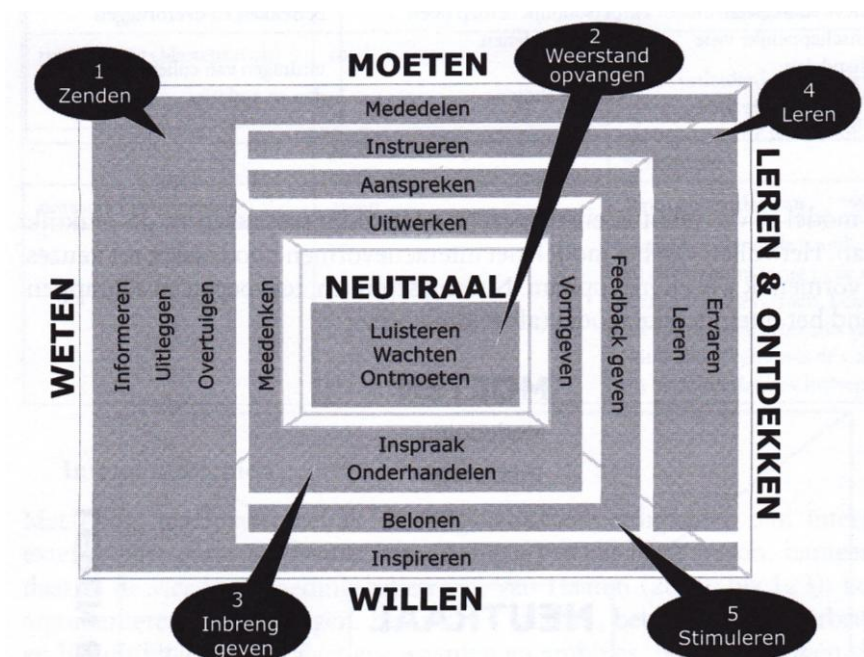 1
Zenden
MOETEN
2
Weerstand
opvangen
4
Leren
Mededelen
Instrueren
Aanspreken
Uitwerken
WETEN
Informeren
Uitleggen
Overtuigen
Meedenken
NEUTRAAL
Luisteren
Wachten
Ontmoeten
Vormgeven
Feedback geven
Leren
Ervaren
LEREN & ONTDEKKEN
Inspraak
Onderhandelen
Belonen
Inspireren
WILLEN
3
Inbreng
geven
5
Stimuleren